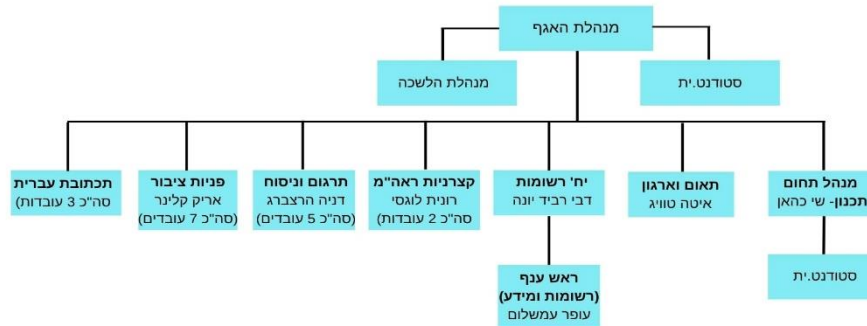 מנהלת האגף
סטודנט.ית
מנהלת הלשכה
מנהל תחום
תכנון- שי כהאן
תאום וארגון
איטה טוויג
יח' רשומות
דבי רביד יונה
קצרניות ראה"מ
רונית לוגסי
(סה"כ 2 עובדות)
תרגום וניסוח
דניה הרצברג
(סה"כ 5 עובדים)
פניות ציבור
אריק קלינר
(סה"כ 7 עובדים)
תכתובת עברית
(סה"כ 3 עובדות)
סטודנט.ית
ראש ענף
(רשומות ומידע)
עופר עמשלום